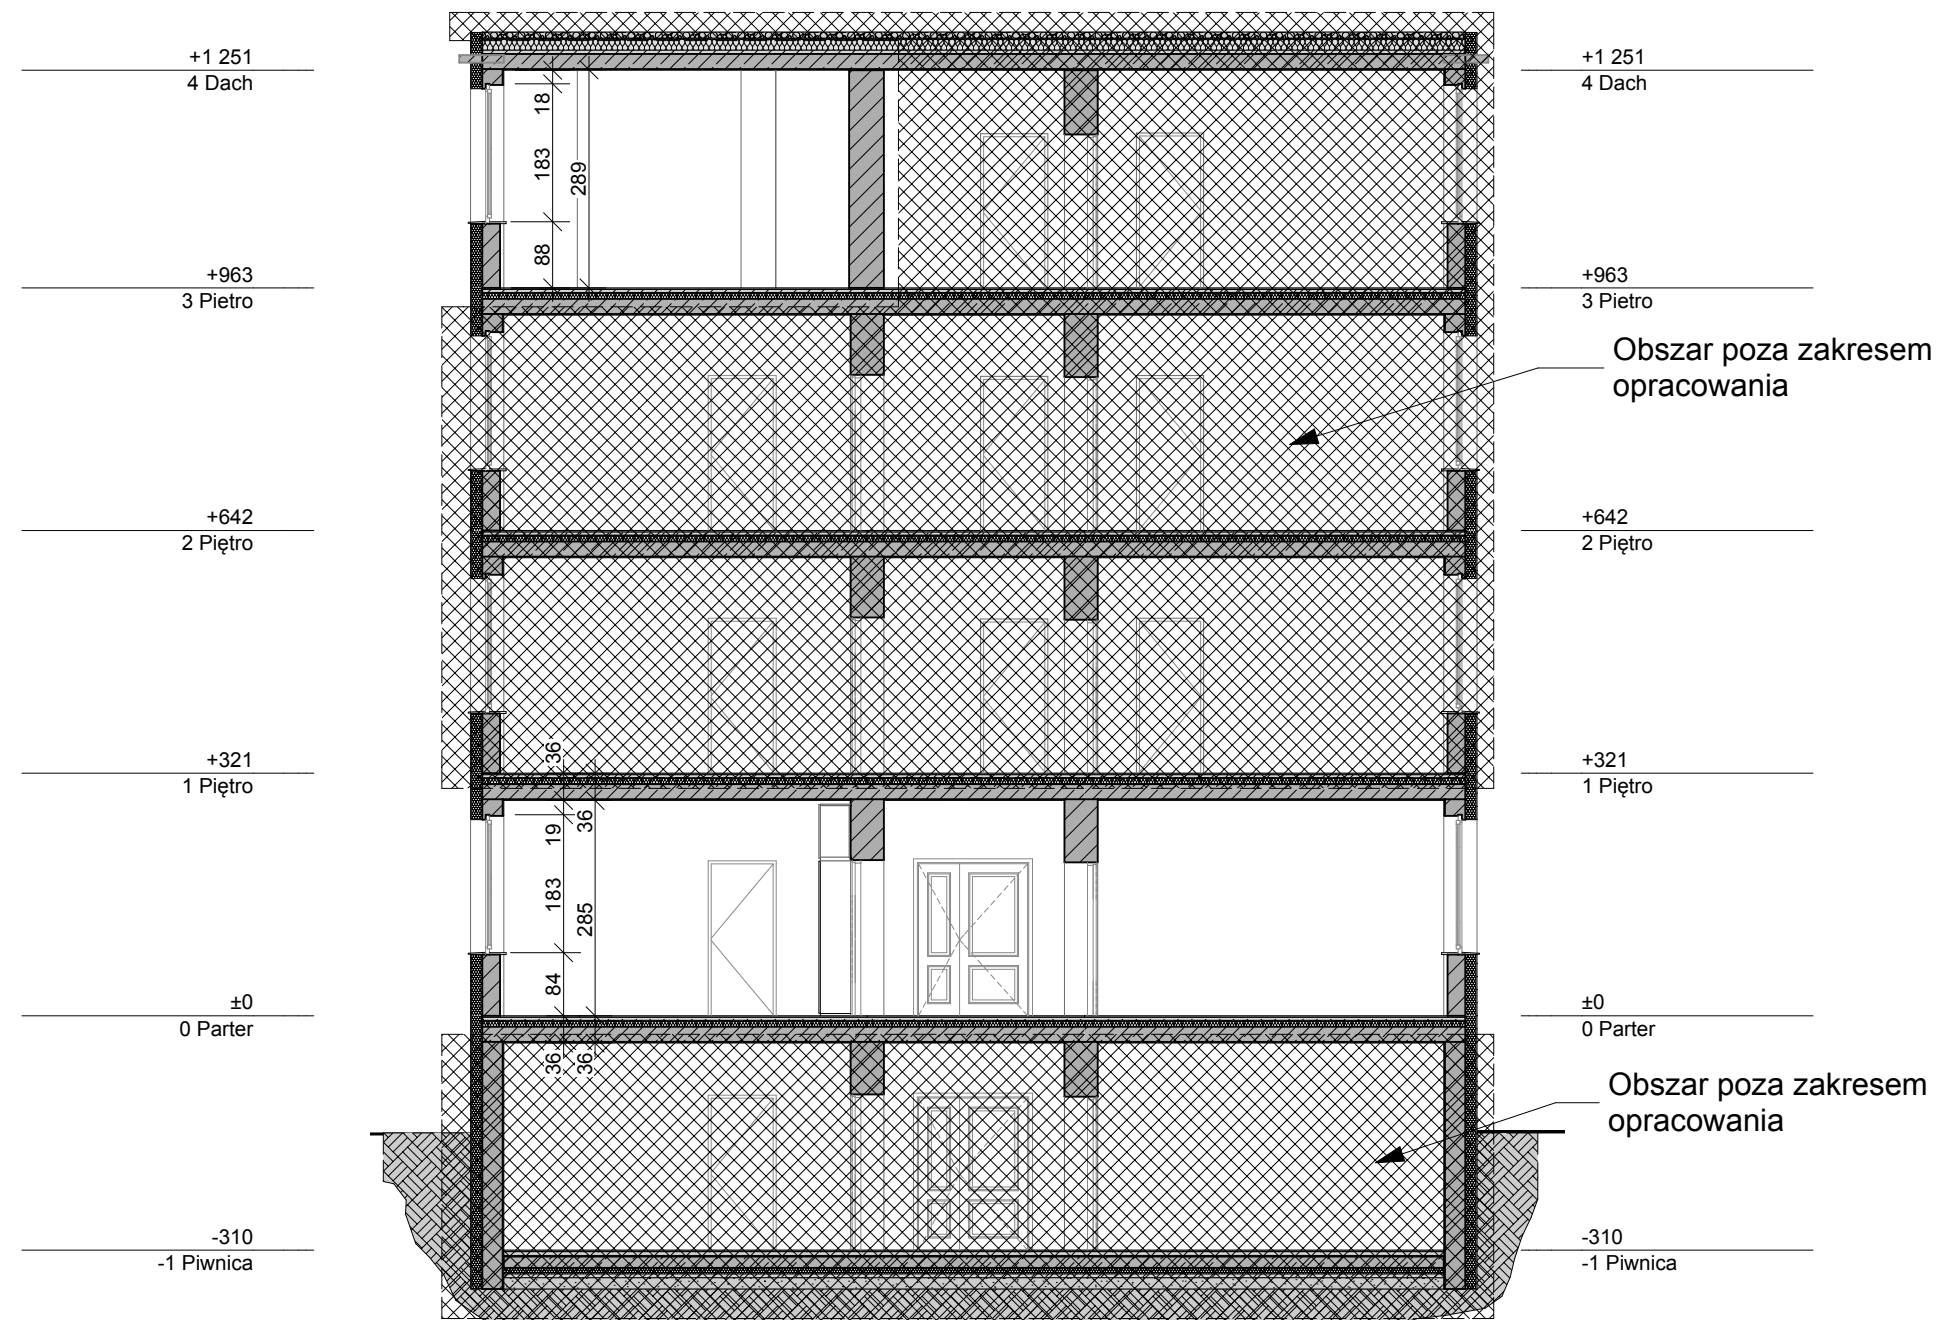 +1 251
4 Dach
+1 251
4 Dach
18
183
289
88
+963
3 Pietro
+963
3 Pietro
Obszar poza zakresem
opracowania
+642
2 Piętro
+642
2 Piętro
36
+321
1 Piętro
+321
1 Piętro
19
36
183
285
84
±0
0 Parter
±0
0 Parter
36
36
Obszar poza zakresem
opracowania
-310
-1 Piwnica
-310
-1 Piwnica